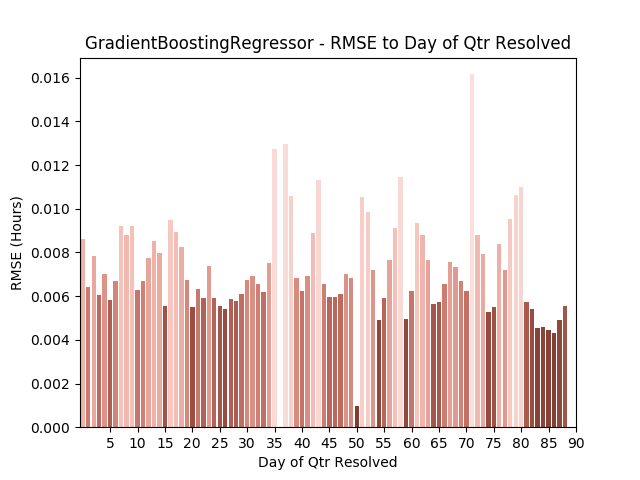 GradientBoostingRegressor - RMSE to Day of Qtr Resolved
0.016
0.014
0.012
0.010
0.008
0.006
0.004
0.002
0.000
RMSE (Hours)
5 10 15 20 25 30 35 40 45 50 55 60 65 70 75 80 85 90
Day of Qtr Resolved